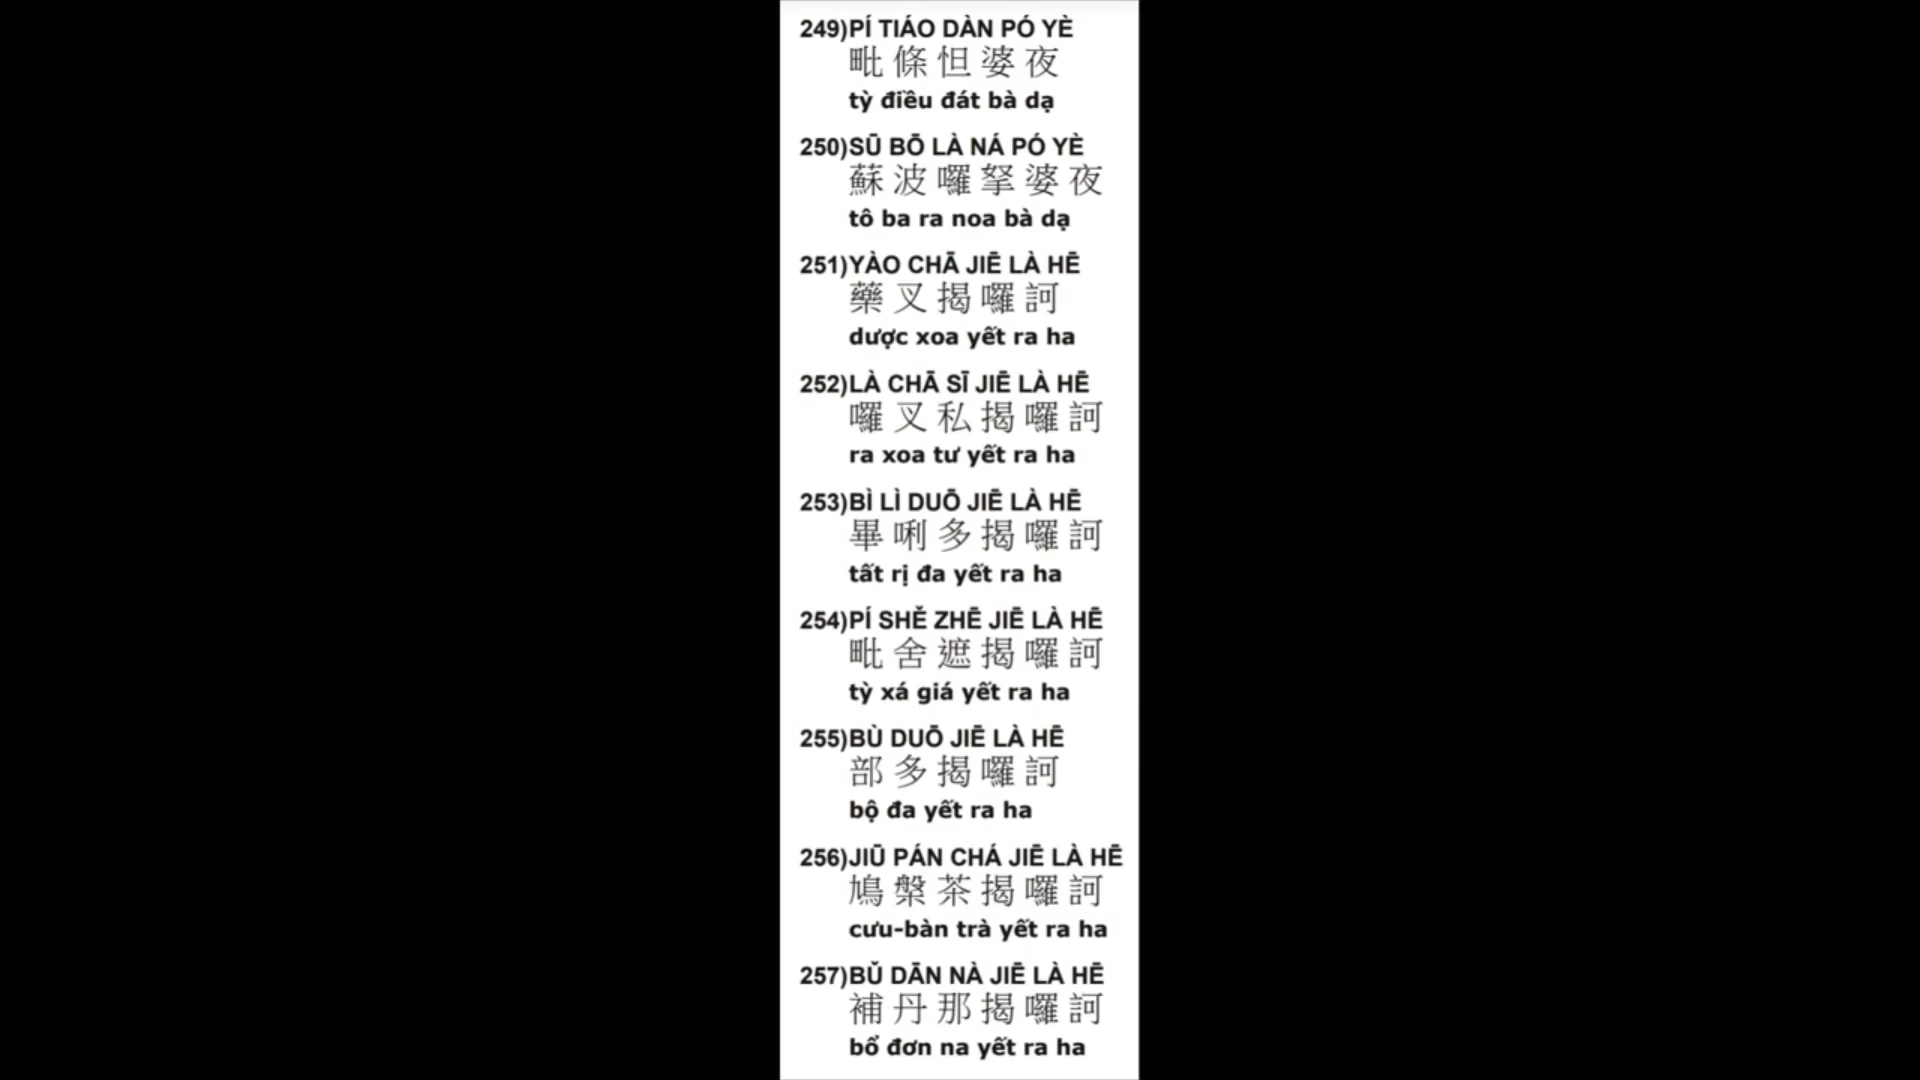 249)PÍ TIÁO DÀN PÓ YÈ
毗條怛婆夜
tỳ điều đát bà dạ
250)SŪ BŌ LÀ NÁ PÓ YÈ
蘇波囉拏婆夜
tô ba ra noa bà dạ
251)YÀO CHĀ JIĒ LÀ HĒ
藥叉揭囉訶
dược xoa yết ra ha
252)LÀ CHĀ SĪ JIĒ LÀ HĒ
囉叉私揭囉訶
ra xoa tư yết ra ha
253)BÌ LÌ DUŌ JIĒ LÀ HĒ
畢唎多揭囉訶
tất rị đa yết ra ha
254)PÍ SHĚ ZHĒ JIĒ LÀ HĒ
毗舍遮揭囉訶
tỳ xá giá yết ra ha
255)BÙ DUŌ JIĒ LÀ HĒ
部多揭囉訶
bộ đa yết ra ha
256)JIŪ PÁN CHÁ JIĒ LÀ HĒ
鳩槃茶揭囉訶
cưu-bàn trà yết ra ha
257)BǓ DĀN NÀ JIĒ LÀ HĒ
補丹那揭囉訶
bổ đơn na yết ra ha